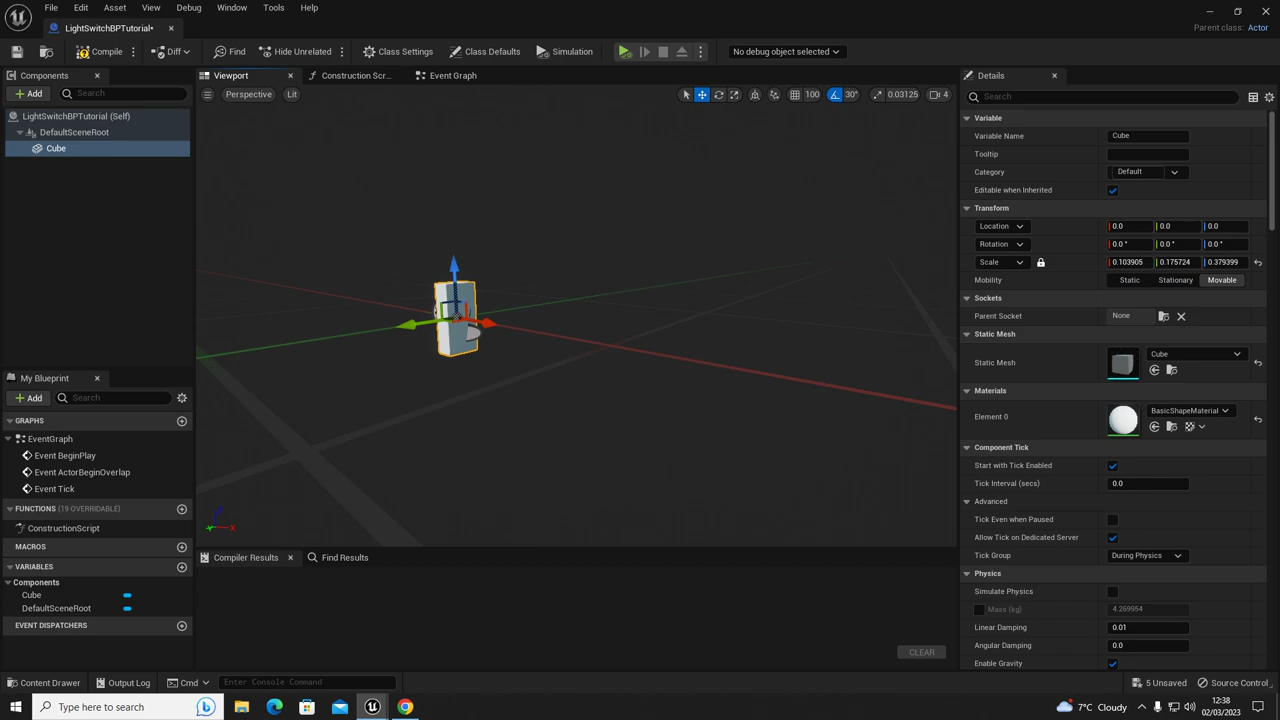 File Edit Asset View Debug Window Tools Help
LightSwitchBPTutorial•
Parent class: Actor
Compile Diff Find Hide Unrelated Class Settings Class Defaults Simulation No debug object selected
Components
Add Search
LightSwitchBPTutorial (Self)
DefaultSceneRoot
Cube
Viewport Construction Scr... Event Graph
Perspective Lit 100 30° 0.03125 4
X
My Blueprint
Add Search
GRAPHS
EventGraph
Event BeginPlay
Event ActorBeginOverlap
Event Tick
FUNCTIONS (19 OVERRIDABLE)
ConstructionScript
MACROS
VARIABLES
Components
Cube
DefaultSceneRoot
EVENT DISPATCHERS
Compiler Results Find Results
CLEAR
Details
Search
Variable
Variable Name Cube
Tooltip
Category Default
Editable when Inherited
Transform
Location 0.0 0.0 0.0
Rotation 0.0 ° 0.0 ° 0.0 °
Scale 0.103905 0.175724 0.379399
Mobility Static Stationary Movable
Sockets
Parent Socket None
Static Mesh
Static Mesh Cube
Materials
Element 0 BasicShapeMaterial
Component Tick
Start with Tick Enabled
Tick Interval (secs) 0.0
Advanced
Tick Even when Paused
Allow Tick on Dedicated Server
Tick Group During Physics
Physics
Simulate Physics
Mass (kg) 4.269954
Linear Damping 0.01
Angular Damping 0.0
Enable Gravity
Content Drawer Output Log Cmd Enter Console Command 5 Unsaved Source Control
Type here to search 7°C Cloudy 12:38
02/03/2023